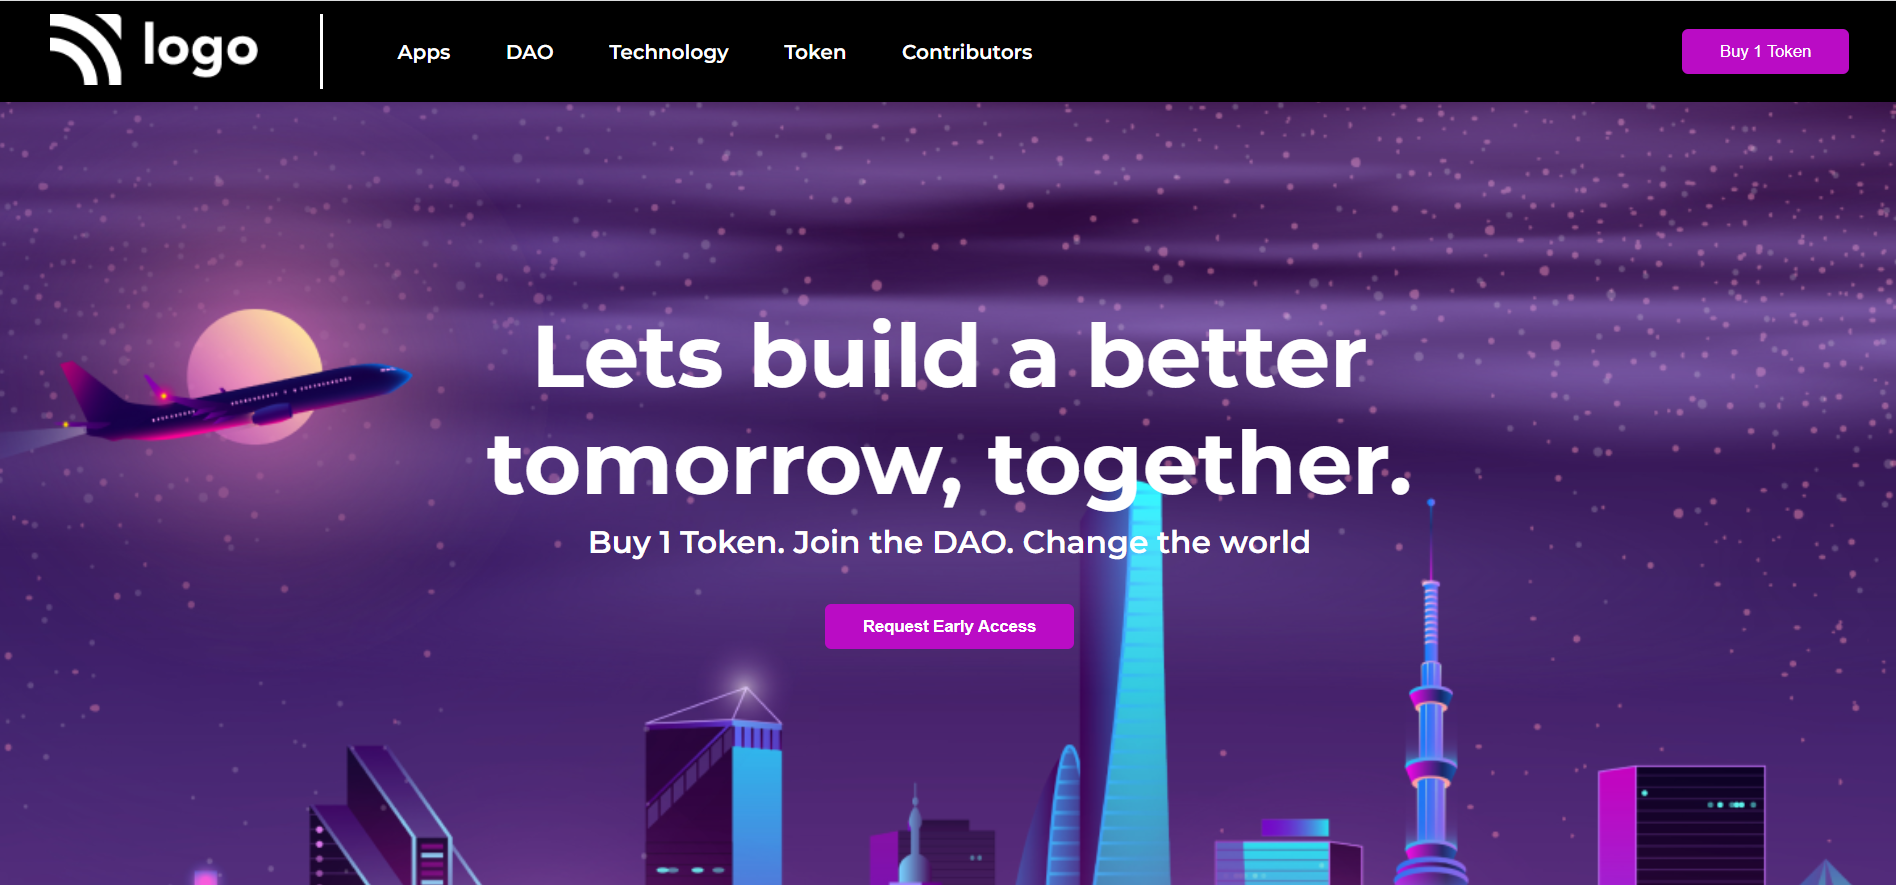 logo
Apps DAO Technology Token Contributors
Buy 1 Token
Lets build a better
tomorrow, together.
Buy 1 Token. Join the DAO. Change the world
Request Early Access